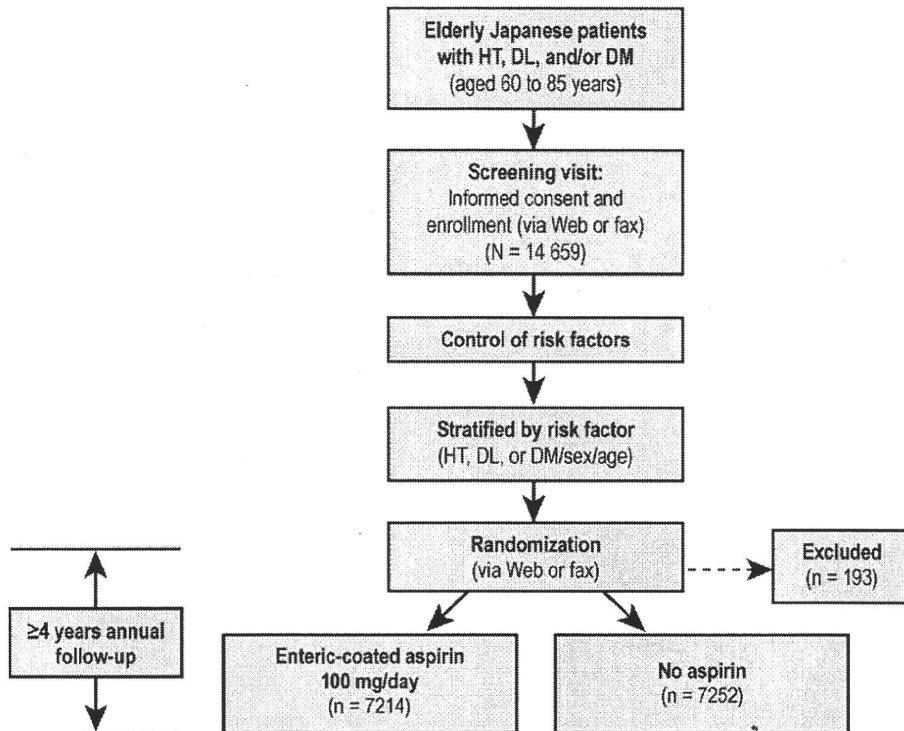 Elderly Japanese patients
with HT, DL, and/or DM
(aged 60 to 85 years)
Screening visit:
Informed consent and
enrollment (via Web or fax)
(N = 14 659)
Control of risk factors
Stratified by risk factor
(HT, DL, or DM/sex/age)
Randomization
(via Web or fax)
Excluded
(n = 193)
≥4 years annual
follow-up
Enteric-coated aspirin
100 mg/day
(n = 7214)
No aspirin
(n = 7252)